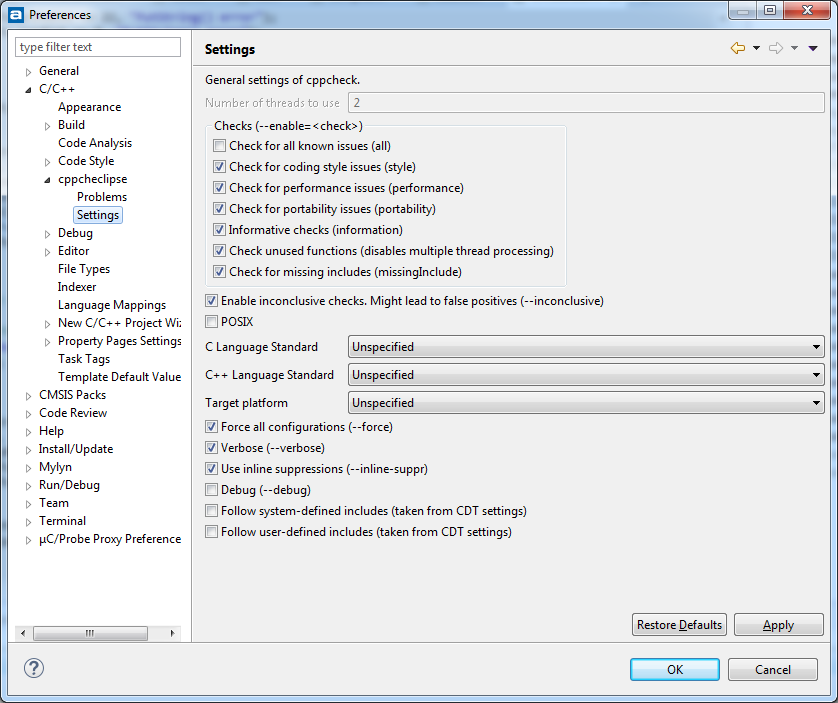 "HotString() error");
a Preferences
type filter text
General
C/C++
Appearance
Build
Code Analysis
Code Style
cppcheclipse
Problems
Settings
Debug
Editor
File Types
Indexer
Language Mappings
New C/C++ Project Wiz
Property Pages Settings
Task Tags
Template Default Value
CMSIS Packs
Code Review
Help
Install/Update
Mylyn
Run/Debug
Team
Terminal
µC/Probe Proxy Preference
Settings
General settings of cppcheck.
Number of threads to use 2
Checks (--enable=<check>)
Check for all known issues (all)
Check for coding style issues (style)
Check for performance issues (performance)
Check for portability issues (portability)
Informative checks (information)
Check unused functions (disables multiple thread processing)
Check for missing includes (missingInclude)
Enable inconclusive checks. Might lead to false positives (--inconclusive)
POSIX
C Language Standard Unspecified
C++ Language Standard Unspecified
Target platform Unspecified
Force all configurations (--force)
Verbose (--verbose)
Use inline suppressions (--inline-suppr)
Debug (--debug)
Follow system-defined includes (taken from CDT settings)
Follow user-defined includes (taken from CDT settings)
Restore Defaults Apply
? OK Cancel